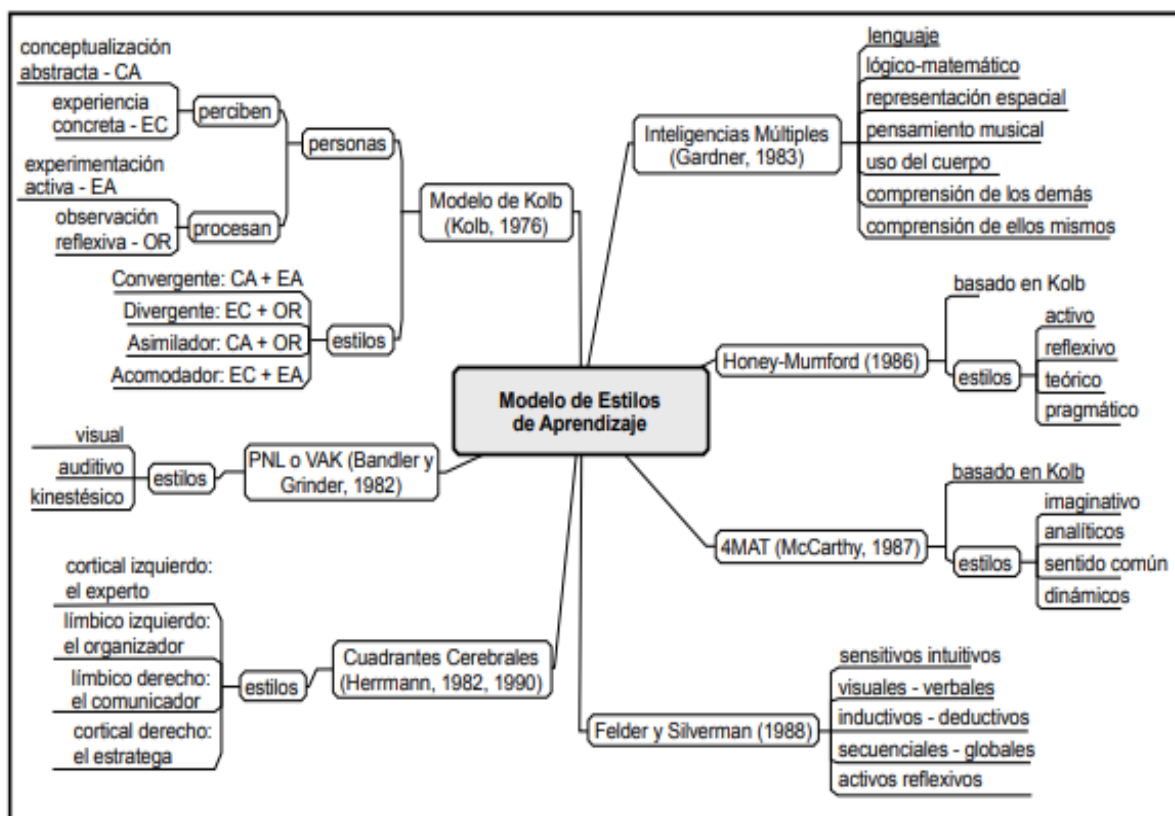 Modelo de Estilos
de Aprendizaje
Modelo de Kolb
(Kolb, 1976)
personas
perciben
conceptualización
abstracta - CA
experiencia
concreta - EC
procesan
experimentación
activa - EA
observación
reflexiva - OR
estilos
Convergente: CA + EA
Divergente: EC + OR
Asimilador: CA + OR
Acomodador: EC + EA
PNL o VAK (Bandler y
Grinder, 1982)
estilos
visual
auditivo
kinestésico
Cuadrantes Cerebrales
(Herrmann, 1982, 1990)
estilos
cortical izquierdo:
el experto
límbico izquierdo:
el organizador
límbico derecho:
el comunicador
cortical derecho:
el estratega
Inteligencias Múltiples
(Gardner, 1983)
lenguaje
lógico-matemático
representación espacial
pensamiento musical
uso del cuerpo
comprensión de los demás
comprensión de ellos mismos
Honey-Mumford (1986)
basado en Kolb
estilos
activo
reflexivo
teórico
pragmático
4MAT (McCarthy, 1987)
basado en Kolb
estilos
imaginativo
analíticos
sentido común
dinámicos
Felder y Silverman (1988)
sensitivos intuitivos
visuales - verbales
inductivos - deductivos
secuenciales - globales
activos reflexivos